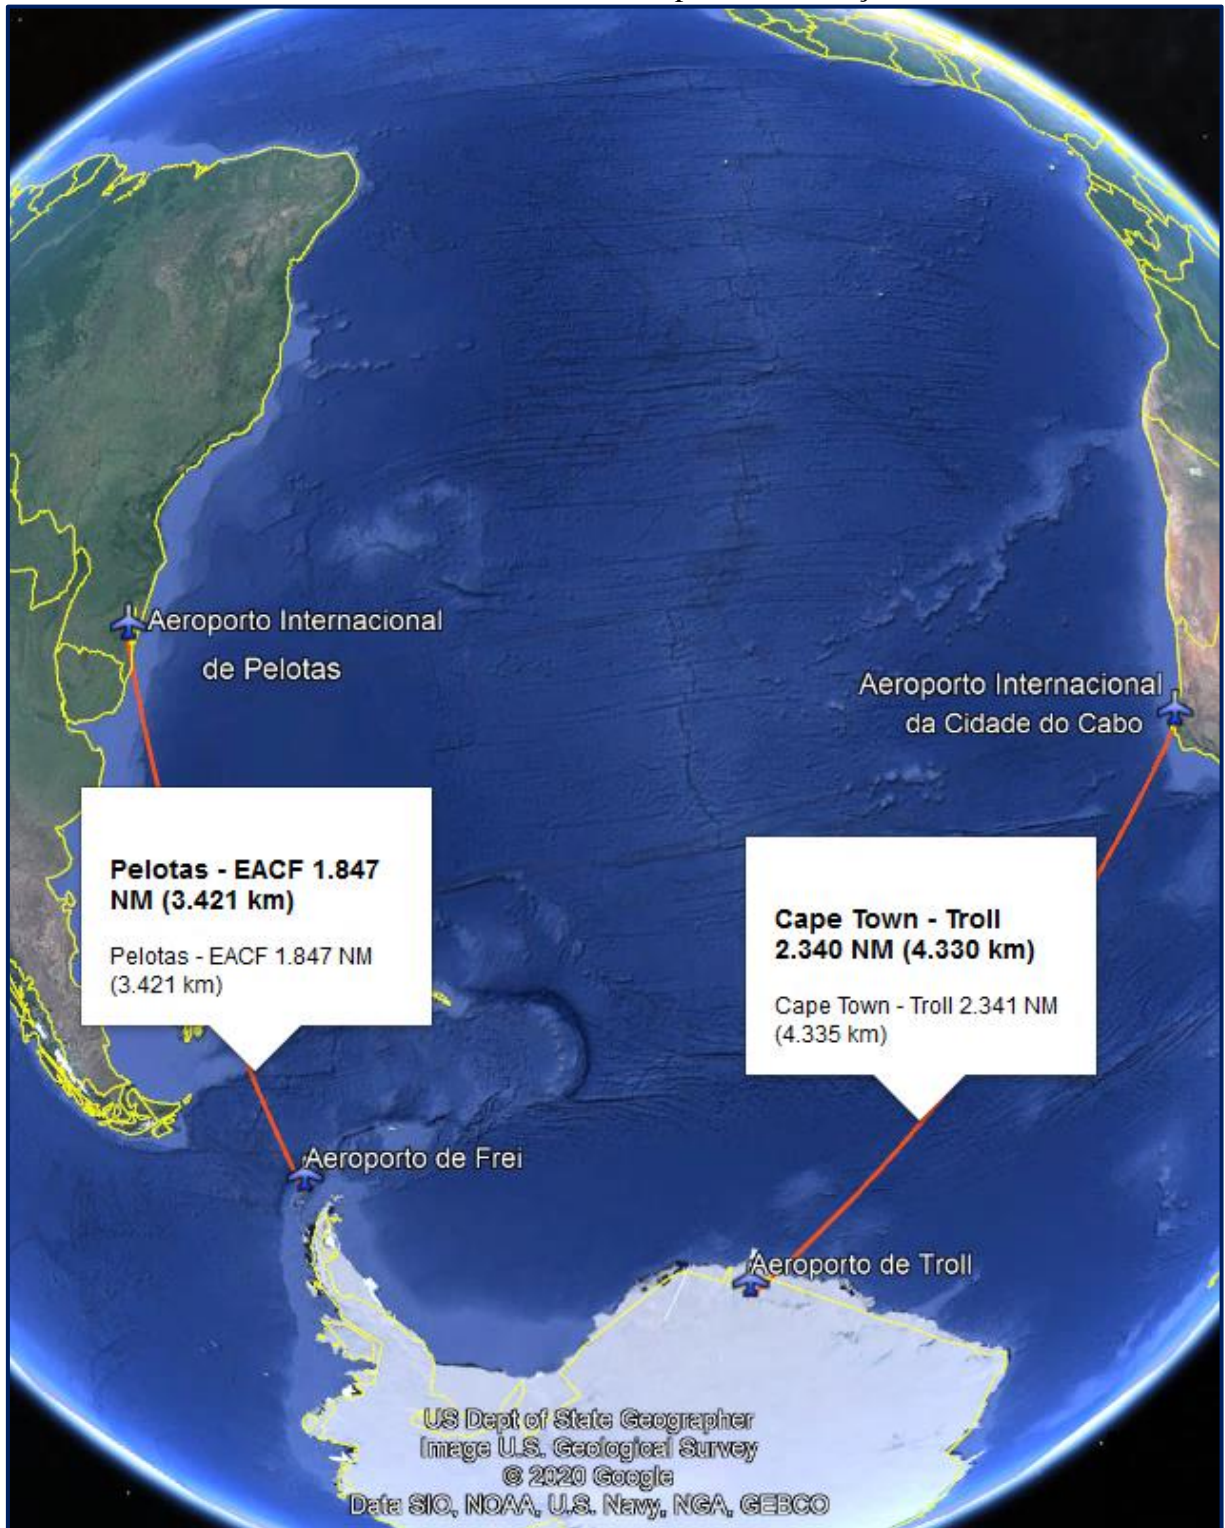 Aeroporto Internacional
de Pelotas
Aeroporto Internacional
da Cidade do Cabo
Pelotas - EACF 1.847
NM (3.421 km)
Pelotas - EACF 1.847 NM
(3.421 km)
Cape Town - Troll
2.340 NM (4.330 km)
Cape Town - Troll 2.341 NM
(4.335 km)
Aeroporto de Frei
Aeroporto de Troll
US Dept of State Geographer
Image U.S. Geological Survey
© 2020 Google
Data SIO, NOAA, U.S. Navy, NGA, GEBCO